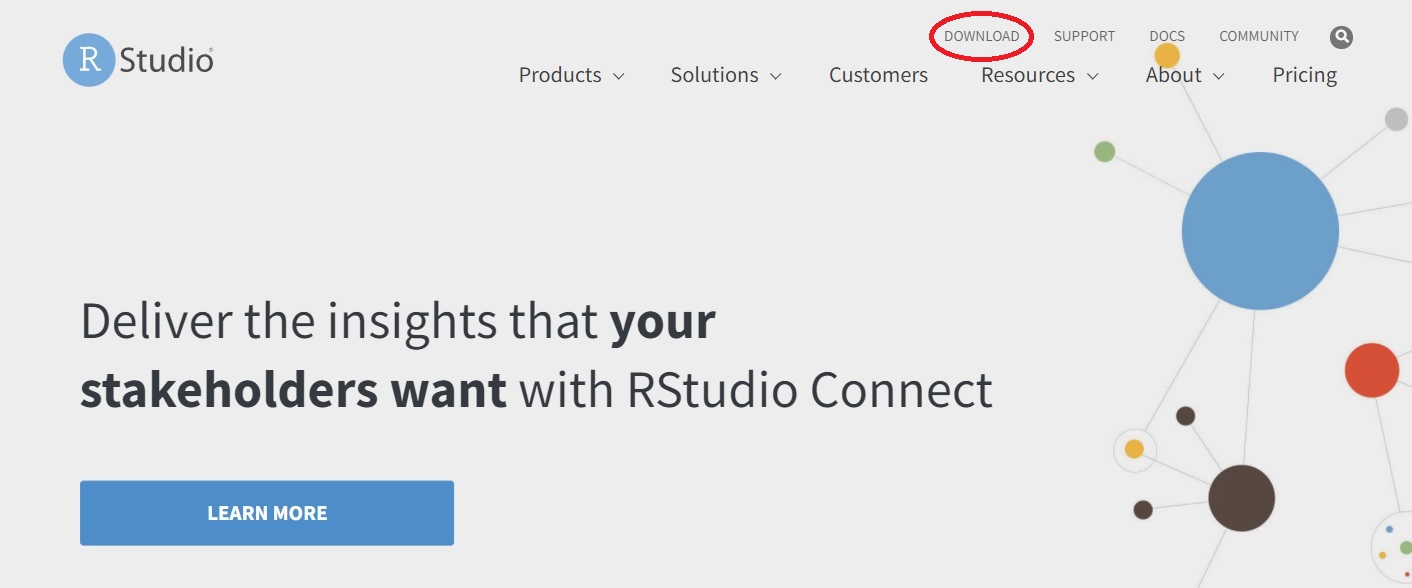 R Studio
DOWNLOAD SUPPORT DOCS COMMUNITY
Products Solutions Customers Resources About Pricing
Deliver the insights that your
stakeholders want with RStudio Connect
LEARN MORE